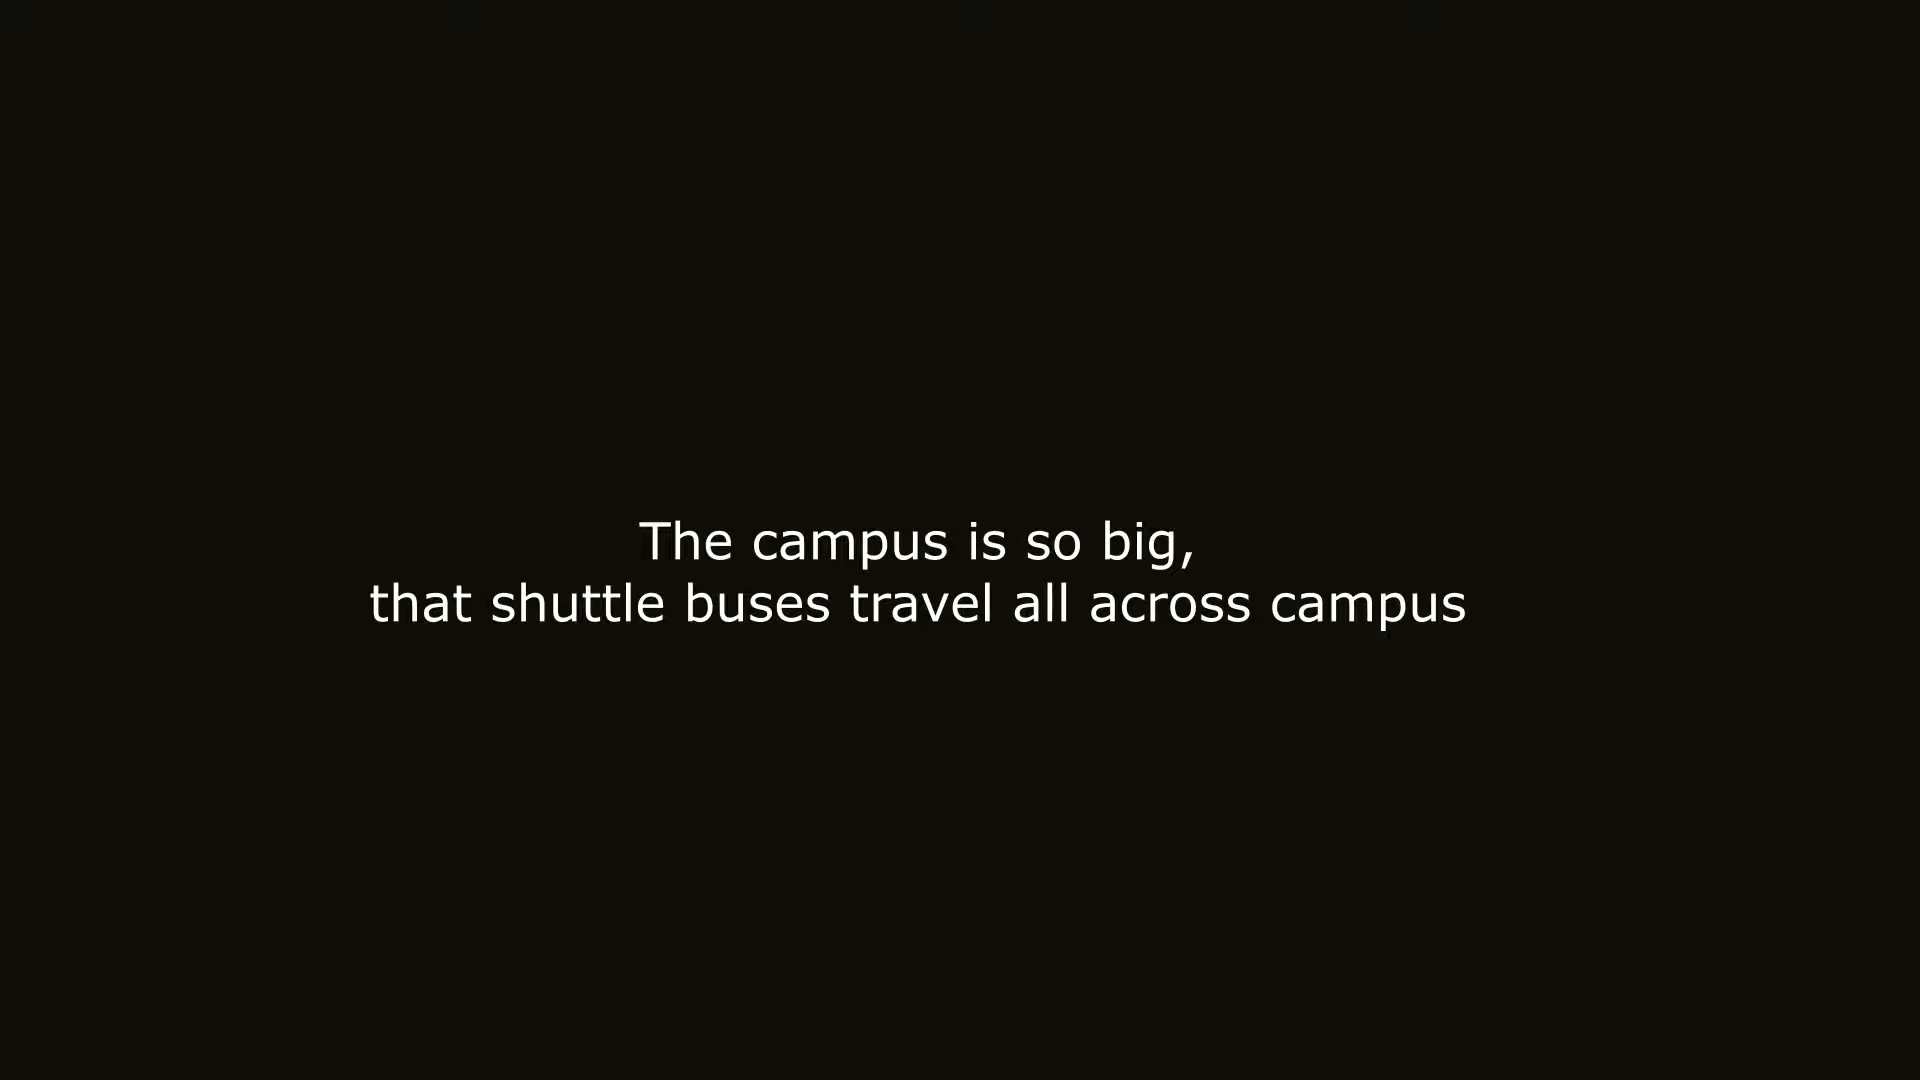 The campus is so big,
that shuttle buses travel all across campus